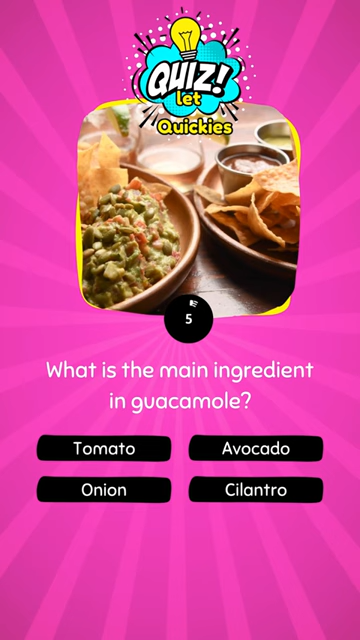 QUIZ!
let
Quickies
5
What is the main ingredient
in guacamole?
Tomato
Avocado
Onion
Cilantro